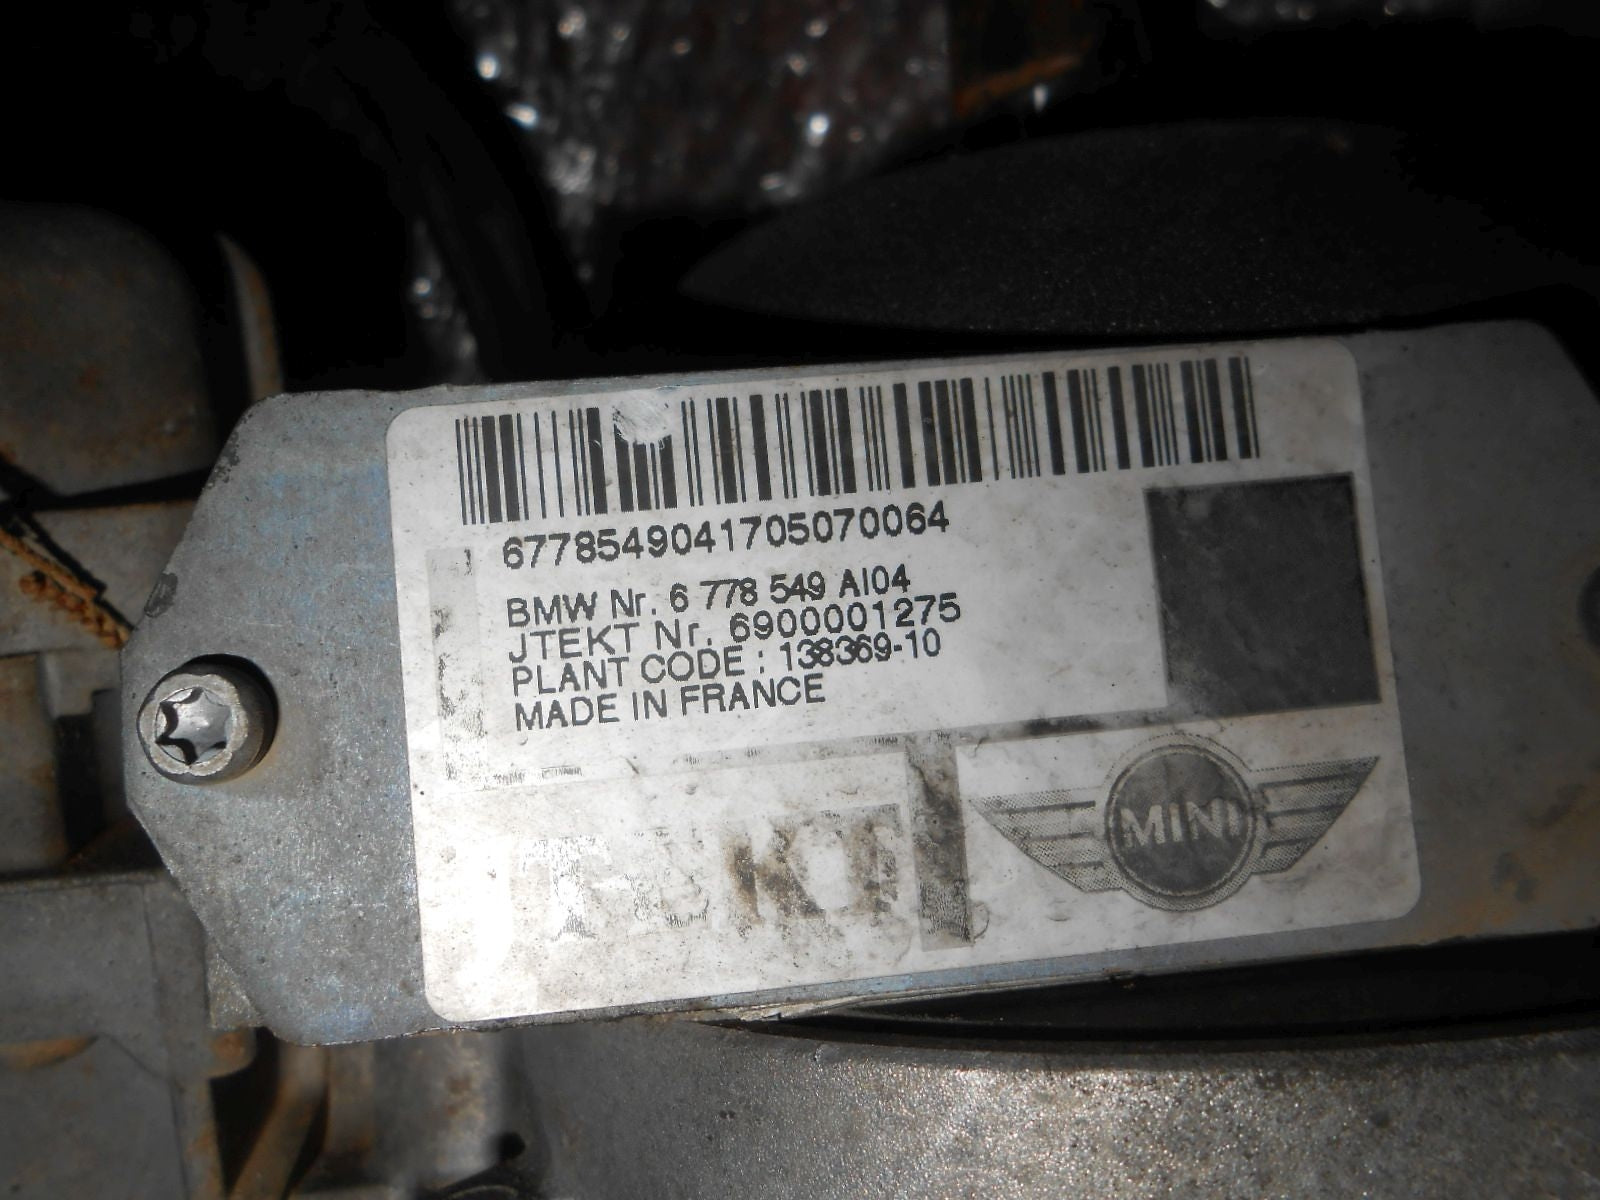 6778549041705070064
BMW Nr. 6 778 549 AI04
JTEKT Nr. 6900001275
PLANT CODE : 138369-10
MADE IN FRANCE
MINI